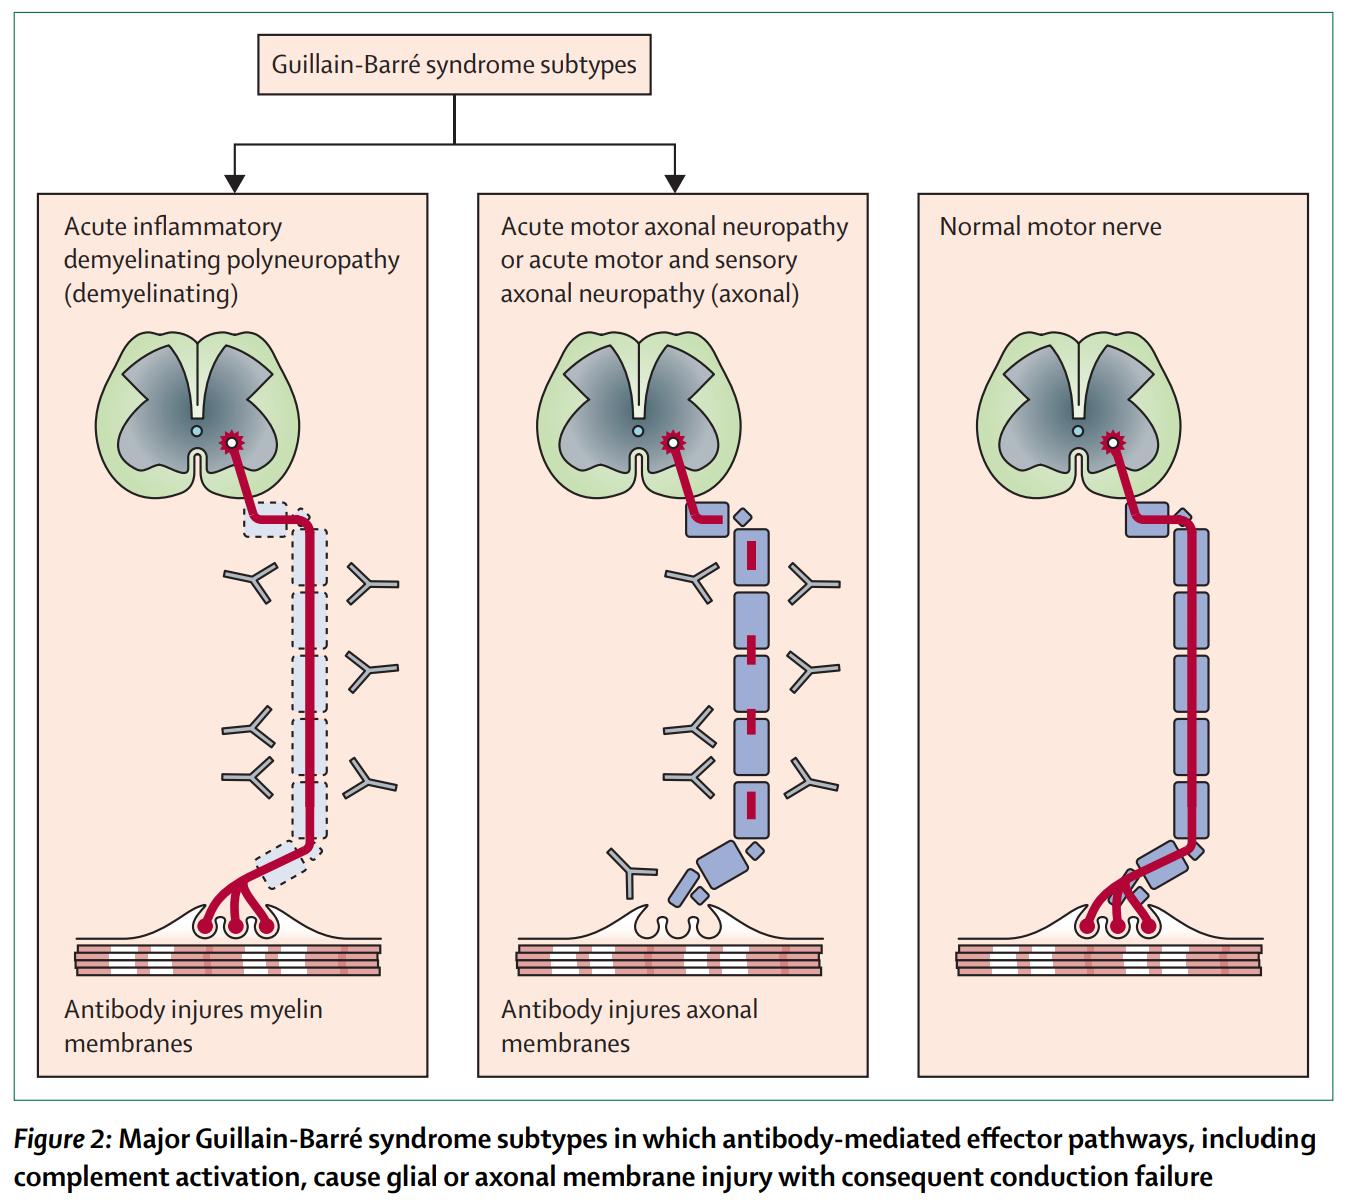 Guillain-Barré syndrome subtypes
Acute inflammatory
demyelinating polyneuropathy
(demyelinating)
Antibody injures myelin
membranes
Acute motor axonal neuropathy
or acute motor and sensory
axonal neuropathy (axonal)
Antibody injures axonal
membranes
Normal motor nerve
Figure 2: Major Guillain-Barré syndrome subtypes in which antibody-mediated effector pathways, including
complement activation, cause glial or axonal membrane injury with consequent conduction failure